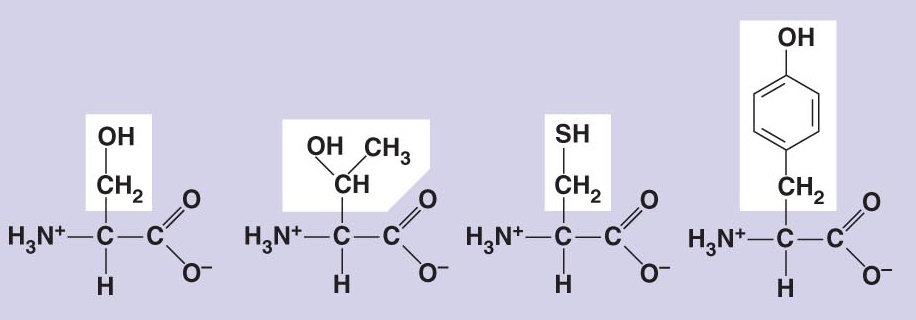 OH
CH2
H3N+—C—C
O
O−
H
OH CH3
CH
H3N+—C—C
O
O−
H
SH
CH2
H3N+—C—C
O
O−
H
OH
CH2
H3N+—C—C
O
O−
H